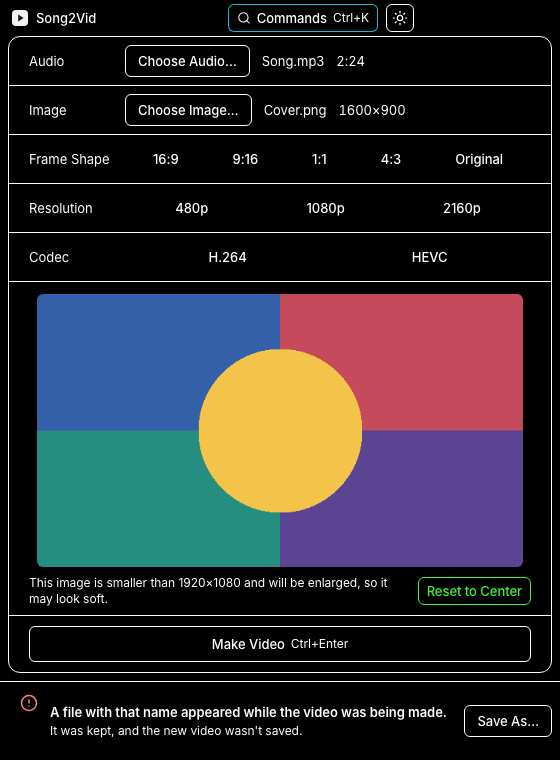 Song2Vid
Commands Ctrl+K
Audio Choose Audio... Song.mp3 2:24
Image Choose Image... Cover.png 1600×900
Frame Shape 16:9 9:16 1:1 4:3 Original
Resolution 480p 1080p 2160p
Codec H.264 HEVC
This image is smaller than 1920×1080 and will be enlarged, so it
may look soft.
Reset to Center
Make Video Ctrl+Enter
A file with that name appeared while the video was being made.
It was kept, and the new video wasn't saved.
Save As...